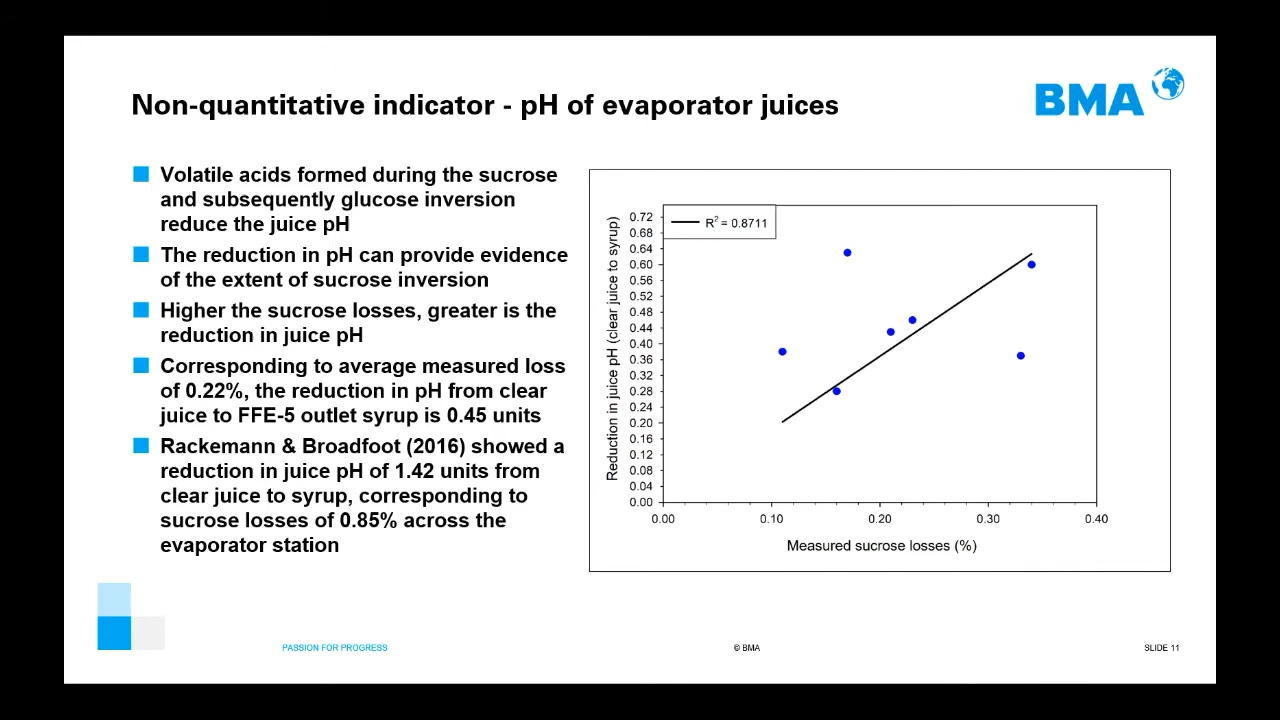 Non-quantitative indicator - pH of evaporator juices
BMA
Volatile acids formed during the sucrose
and subsequently glucose inversion
reduce the juice pH
The reduction in pH can provide evidence
of the extent of sucrose inversion
Higher the sucrose losses, greater is the
reduction in juice pH
Corresponding to average measured loss
of 0.22%, the reduction in pH from clear
juice to FFE-5 outlet syrup is 0.45 units
Rackemann & Broadfoot (2016) showed a
reduction in juice pH of 1.42 units from
clear juice to syrup, corresponding to
sucrose losses of 0.85% across the
evaporator station
Reduction in juice pH (clear juice to syrup)
0.72
0.68
0.64
0.60
0.56
0.52
0.48
0.44
0.40
0.36
0.32
0.28
0.24
0.20
0.16
0.12
0.08
0.04
0.00
R² = 0.8711
0.00 0.10 0.20 0.30 0.40
Measured sucrose losses (%)
PASSION FOR PROGRESS
© BMA
SLIDE 11